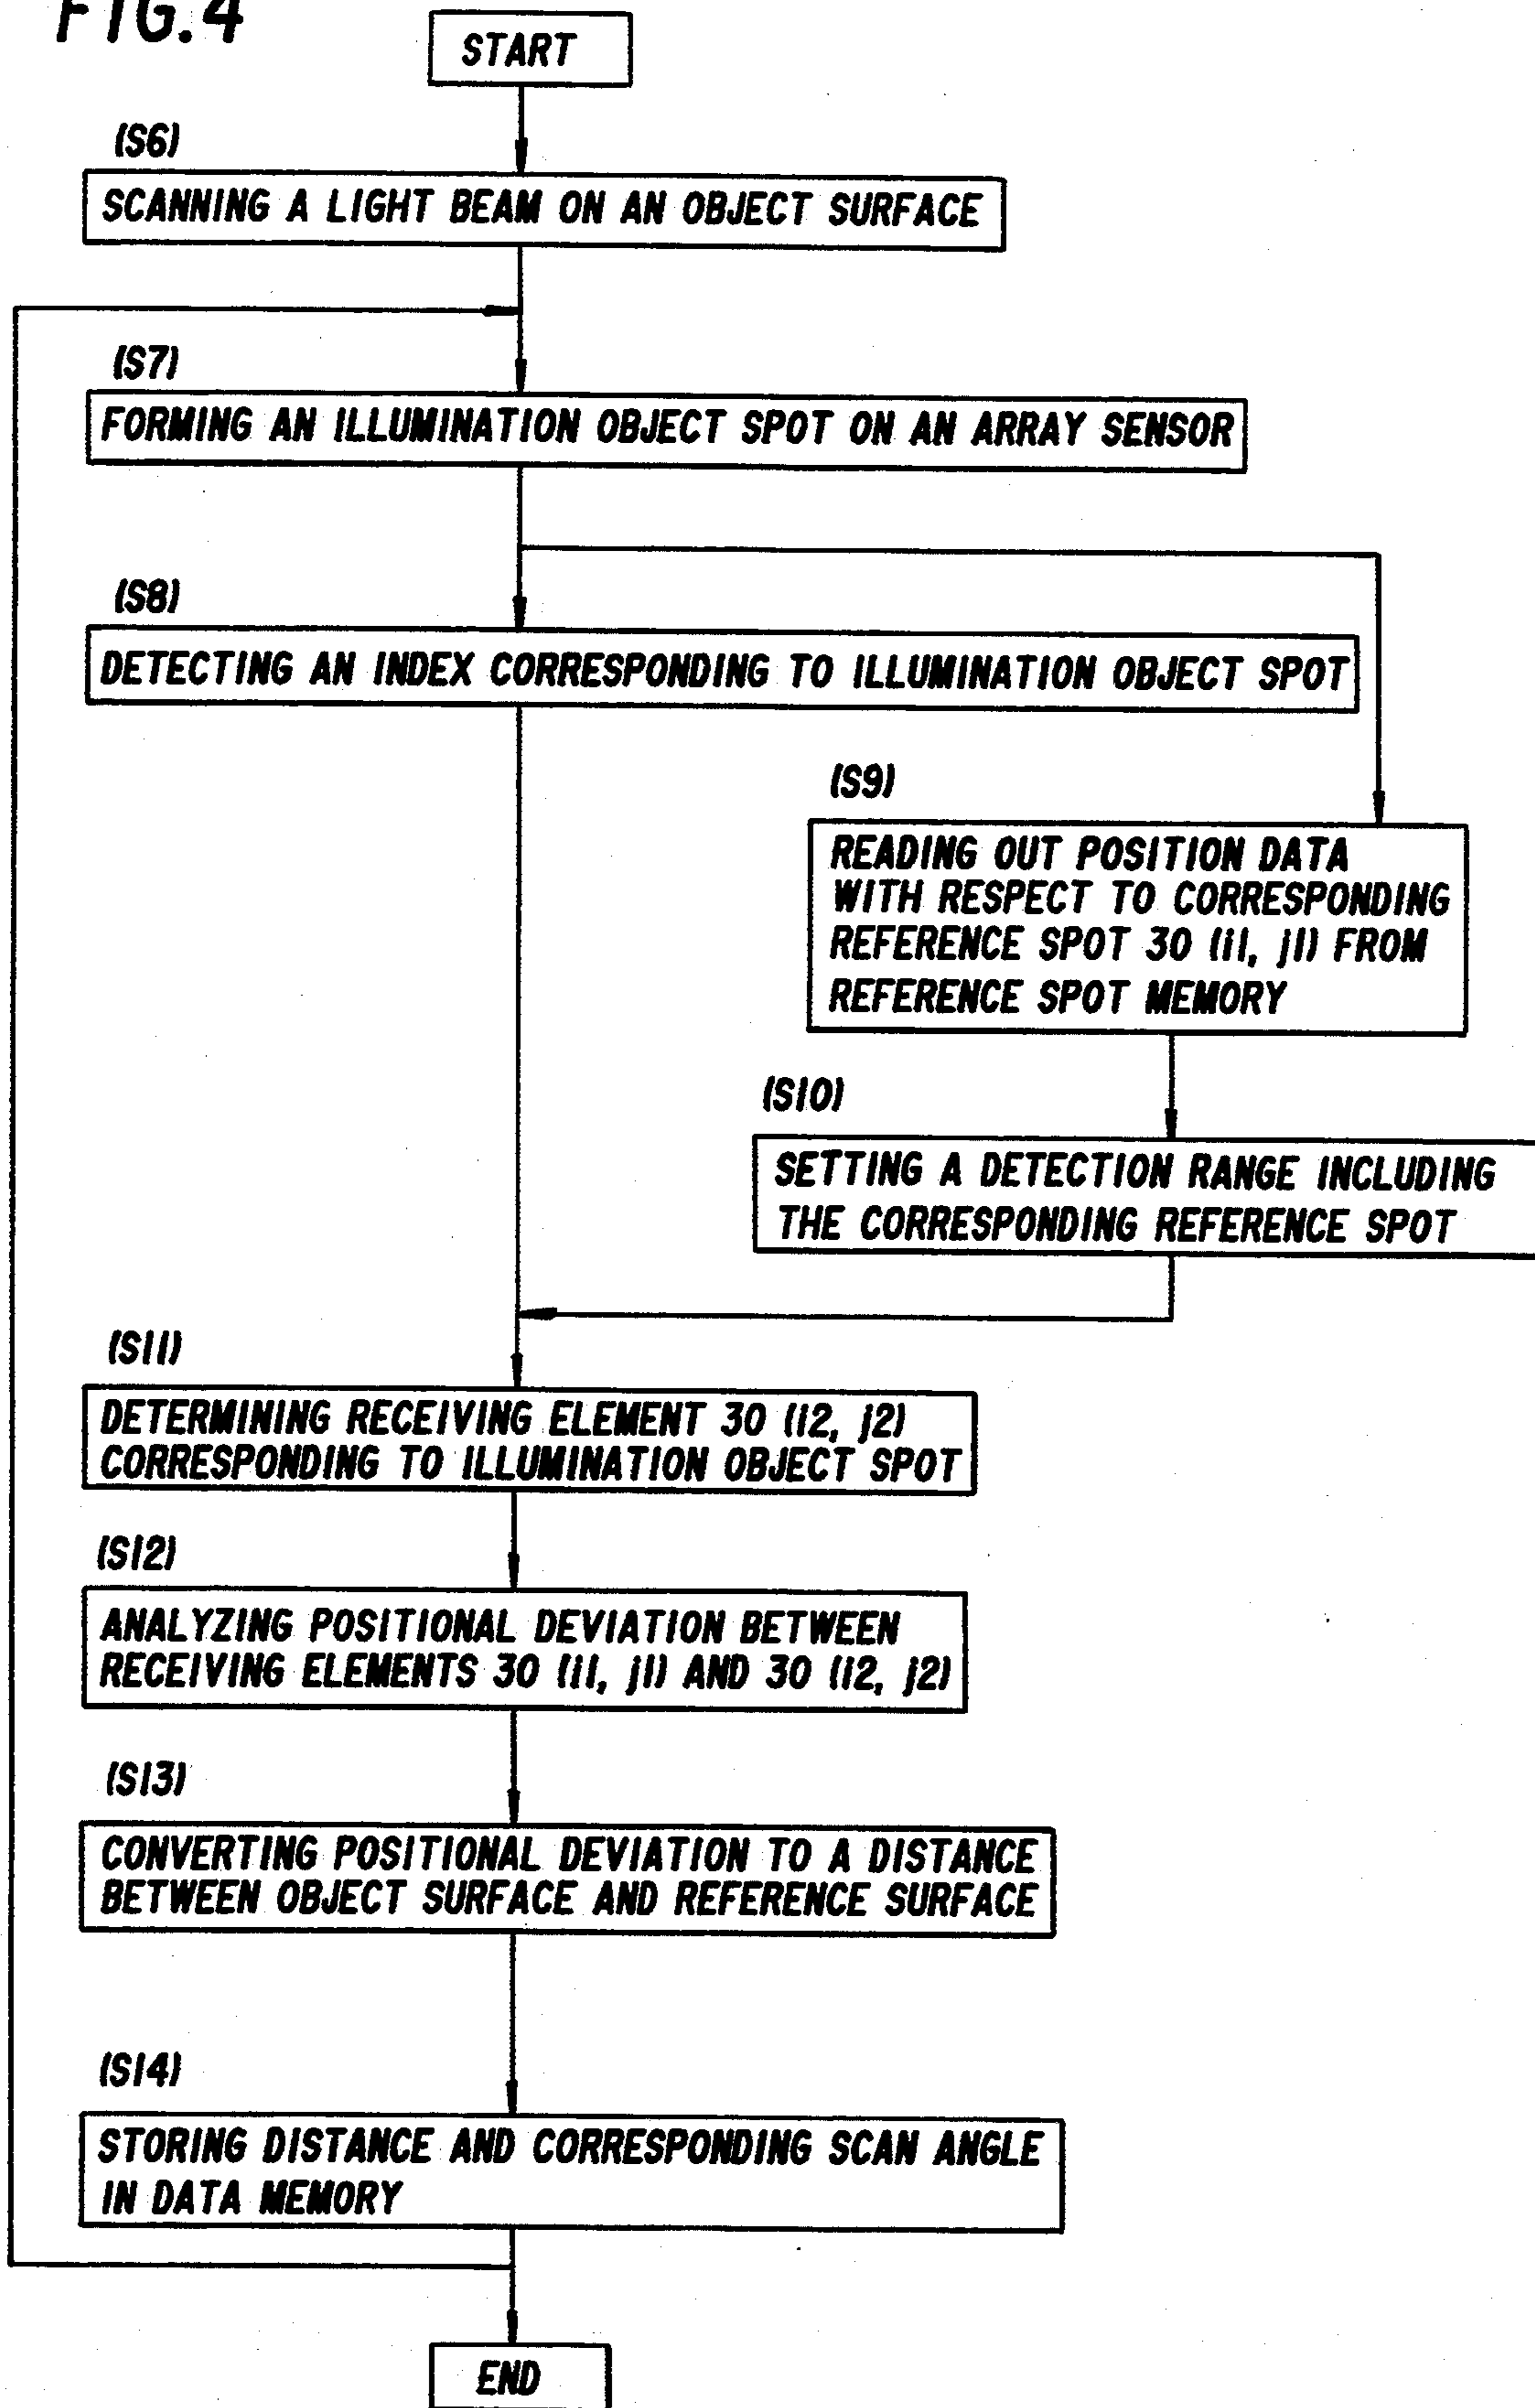 FIG.4
START
(S6)
SCANNING A LIGHT BEAM ON AN OBJECT SURFACE
(S7)
FORMING AN ILLUMINATION OBJECT SPOT ON AN ARRAY SENSOR
(S8)
DETECTING AN INDEX CORRESPONDING TO ILLUMINATION OBJECT SPOT
(S9)
READING OUT POSITION DATA
WITH RESPECT TO CORRESPONDING
REFERENCE SPOT 30 (i1, j1) FROM
REFERENCE SPOT MEMORY
(S10)
SETTING A DETECTION RANGE INCLUDING
THE CORRESPONDING REFERENCE SPOT
(S11)
DETERMINING RECEIVING ELEMENT 30 (i2, j2)
CORRESPONDING TO ILLUMINATION OBJECT SPOT
(S12)
ANALYZING POSITIONAL DEVIATION BETWEEN
RECEIVING ELEMENTS 30 (i1, j1) AND 30 (i2, j2)
(S13)
CONVERTING POSITIONAL DEVIATION TO A DISTANCE
BETWEEN OBJECT SURFACE AND REFERENCE SURFACE
(S14)
STORING DISTANCE AND CORRESPONDING SCAN ANGLE
IN DATA MEMORY
END